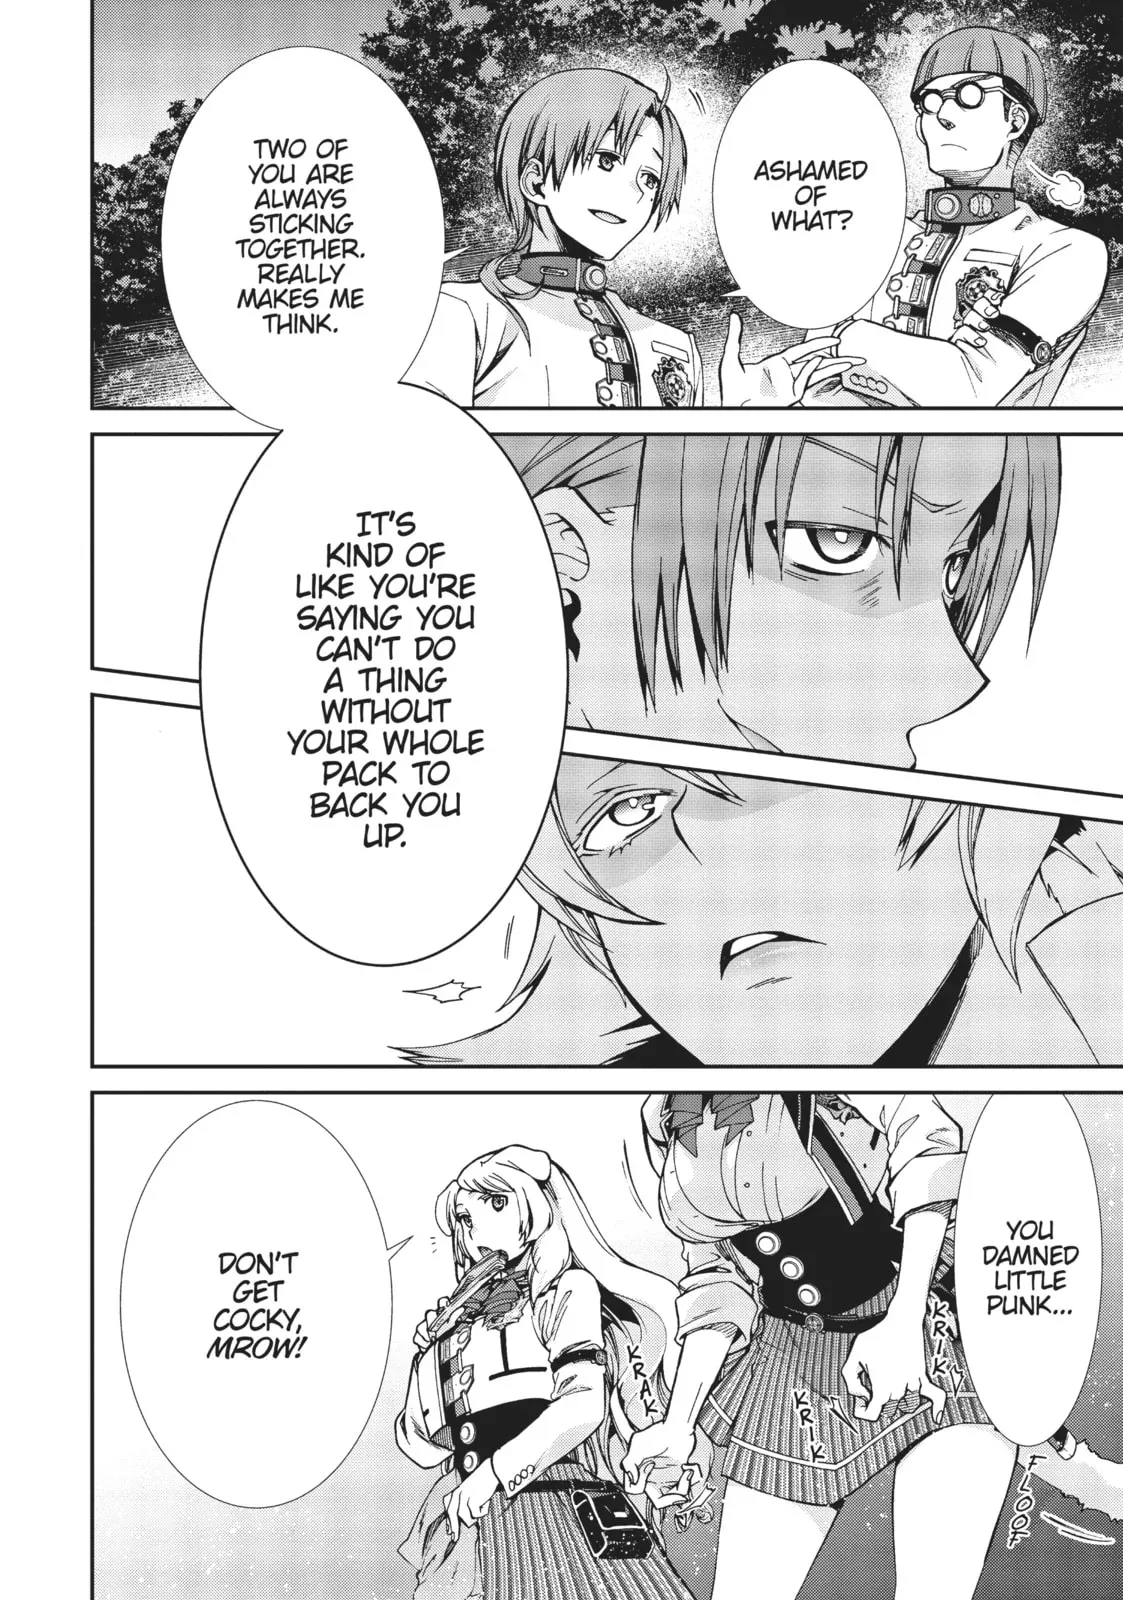 ASHAMED
OF
WHAT?
TWO OF
YOU ARE
ALWAYS
STICKING
TOGETHER.
REALLY
MAKES ME
THINK.
IT'S
KIND OF
LIKE YOU'RE
SAYING YOU
CAN'T DO
A THING
WITHOUT
YOUR WHOLE
PACK TO
BACK YOU
UP.
YOU
DAMNED
LITTLE
PUNK...
KRIK
KRIK
KRAK
FLOOF
DON'T
GET
COCKY,
MROW!